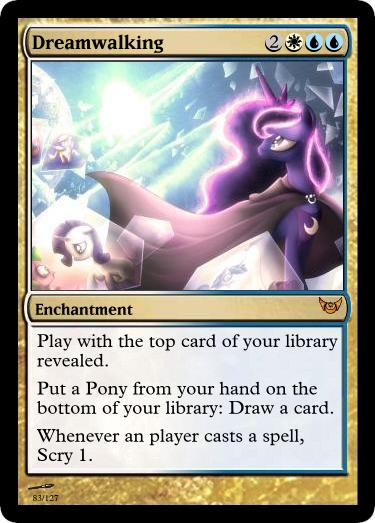 Dreamwalking 2
Enchantment
Play with the top card of your library
revealed.
Put a Pony from your hand on the
bottom of your library: Draw a card.
Whenever an player casts a spell,
Scry 1.
83/127